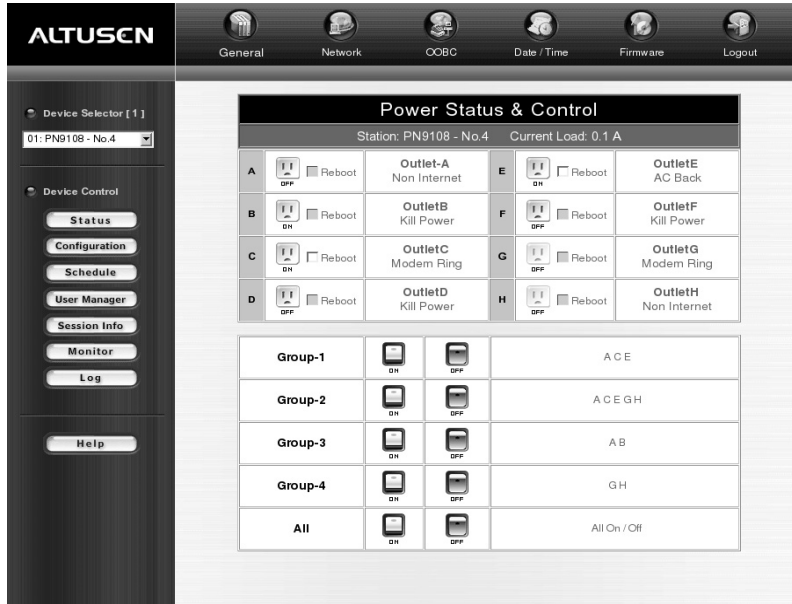 ALTUSEN
General Network OOBC Date / Time Firmware Logout
Device Selector [ 1 ]
01: PN9108 - No.4
Device Control
Status
Configuration
Schedule
User Manager
Session Info
Monitor
Log
Help
Power Status & Control
Station: PN9108 - No.4 Current Load: 0.1 A
A OFF Reboot Outlet-A Non Internet E ON Reboot OutletE AC Back
B ON Reboot OutletB Kill Power F OFF Reboot OutletF Kill Power
C ON Reboot OutletC Modem Ring G OFF Reboot OutletG Modem Ring
D OFF Reboot OutletD Kill Power H OFF Reboot OutletH Non Internet
Group-1 ON OFF A C E
Group-2 ON OFF A C E G H
Group-3 ON OFF A B
Group-4 ON OFF G H
All ON OFF All On / Off